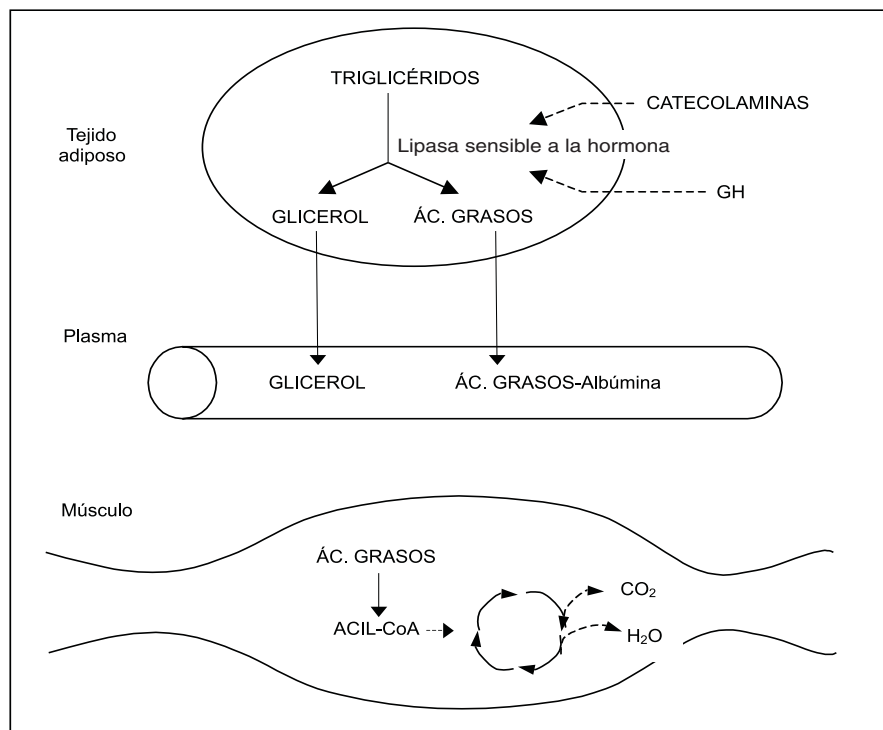 TRIGLICÉRIDOS
CATECOLAMINAS
Tejido
adiposo
Lipasa sensible a la hormona
GH
GLICEROL
ÁC. GRASOS
Plasma
GLICEROL
ÁC. GRASOS-Albúmina
Músculo
ÁC. GRASOS
CO₂
ACIL-CoA
H₂O